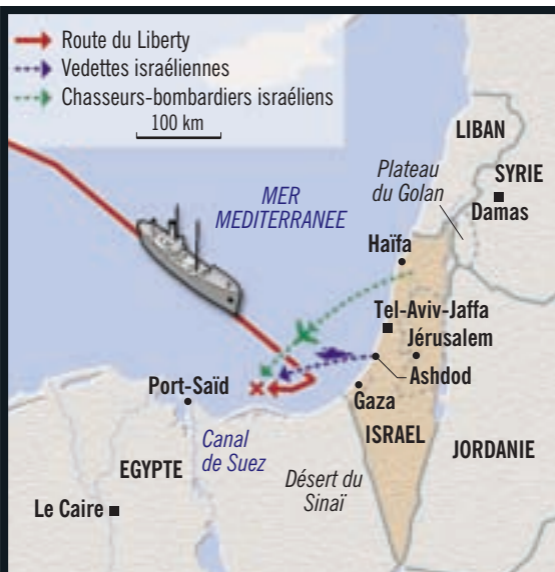 Route du Liberty
Vedettes israéliennes
Chasseurs-bombardiers israéliens
100 km
LIBAN
SYRIE
Plateau
du Golan
Damas
MER
MEDITERRANEE
Haïfa
Tel-Aviv-Jaffa
Jérusalem
Ashdod
Port-Saïd
Gaza
ISRAEL
JORDANIE
Canal
de Suez
EGYPTE
Désert du
Sinaï
Le Caire